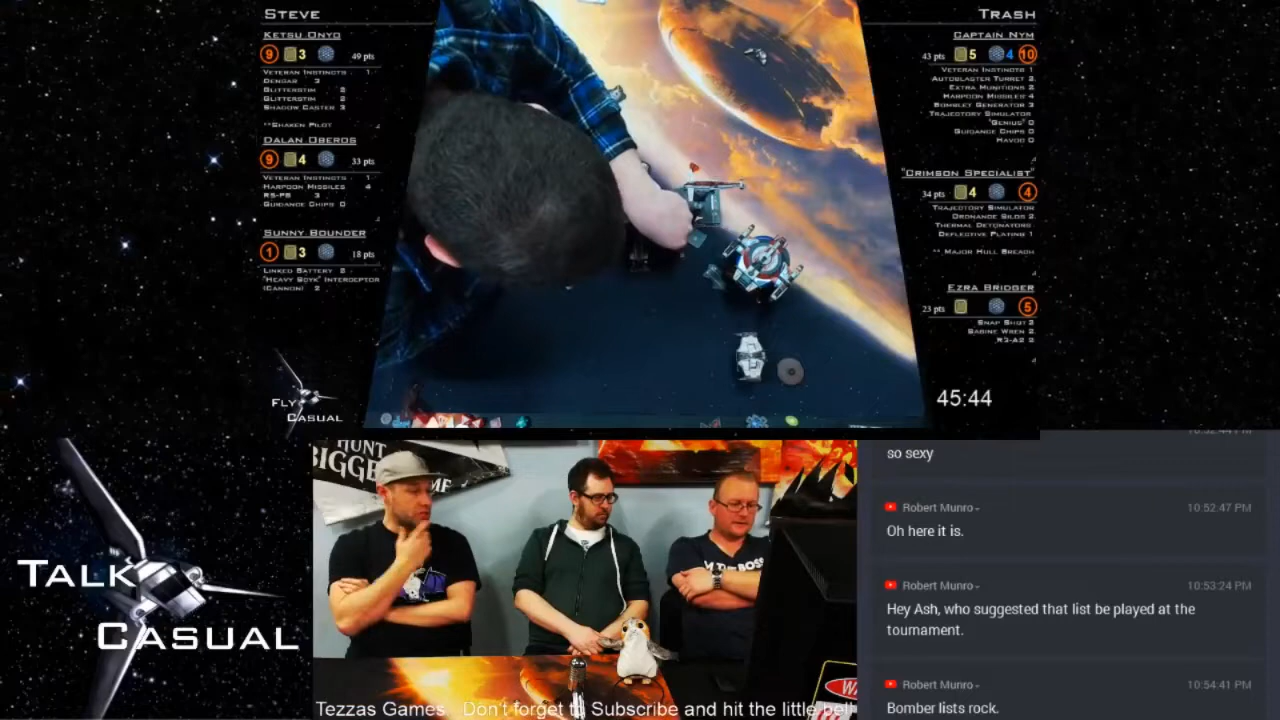 STEVE
KETSU ONYO
9 3 49 pts
VETERAN INSTINCTS 1
DENGAR 3
GLITTERSTIM 2
GLITTERSTIM 2
SHADOW CASTER 3
**SHAKEN PILOT
DALAN OBEROS
9 4 33 pts
VETERAN INSTINCTS 1
HARPOON MISSILES 4
R5-P8 3
GUIDANCE CHIPS 0
SUNNY BOUNDER
1 3 18 pts
LINKED BATTERY 2
"HEAVY SCYK" INTERCEPTOR
(CANNON) 2
FLY
CASUAL
TRASH
CAPTAIN NYM
43 pts 5 4 10
VETERAN INSTINCTS 1
AUTOBLASTER TURRET 2
EXTRA MUNITIONS 2
HARPOON MISSILES 4
BOMBLET GENERATOR 3
TRAJECTORY SIMULATOR
"GENIUS" 0
GUIDANCE CHIPS 0
HAVOC 0
"CRIMSON SPECIALIST"
34 pts 4 4
TRAJECTORY SIMULATOR
ORDNANCE SILOS 2
THERMAL DETONATORS
DEFLECTIVE PLATING 1
** MAJOR HULL BREACH
EZRA BRIDGER
23 pts 5
SNAP SHOT 2
SABINE WREN 2
R3-A2 2
45:44
TALK
CASUAL
HUNT
BIGGE
ME
THE BOSS
WA
Tezzas Games Don't forget to Subscribe and hit the little bell
so sexy
Robert Munro 10:52:47 PM
Oh here it is.
Robert Munro 10:53:24 PM
Hey Ash, who suggested that list be played at the
tournament.
Robert Munro 10:54:41 PM
Bomber lists rock.